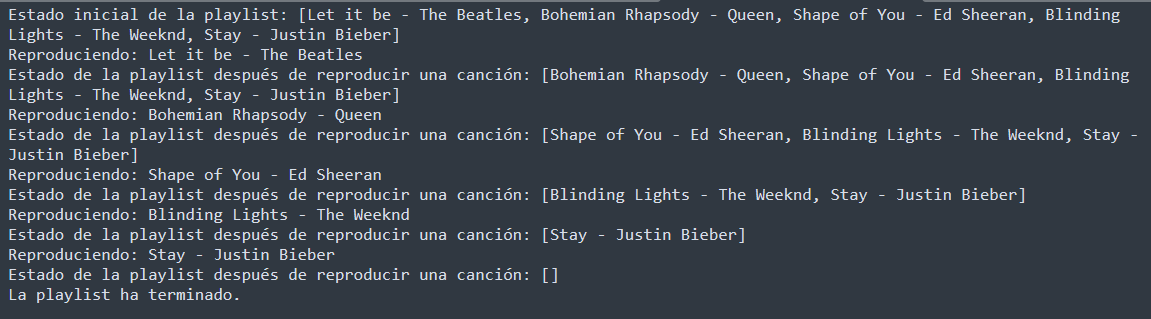 Estado inicial de la playlist: [Let it be - The Beatles, Bohemian Rhapsody - Queen, Shape of You - Ed Sheeran, Blinding
Lights - The Weeknd, Stay - Justin Bieber]
Reproduciendo: Let it be - The Beatles
Estado de la playlist después de reproducir una canción: [Bohemian Rhapsody - Queen, Shape of You - Ed Sheeran, Blinding
Lights - The Weeknd, Stay - Justin Bieber]
Reproduciendo: Bohemian Rhapsody - Queen
Estado de la playlist después de reproducir una canción: [Shape of You - Ed Sheeran, Blinding Lights - The Weeknd, Stay -
Justin Bieber]
Reproduciendo: Shape of You - Ed Sheeran
Estado de la playlist después de reproducir una canción: [Blinding Lights - The Weeknd, Stay - Justin Bieber]
Reproduciendo: Blinding Lights - The Weeknd
Estado de la playlist después de reproducir una canción: [Stay - Justin Bieber]
Reproduciendo: Stay - Justin Bieber
Estado de la playlist después de reproducir una canción: []
La playlist ha terminado.